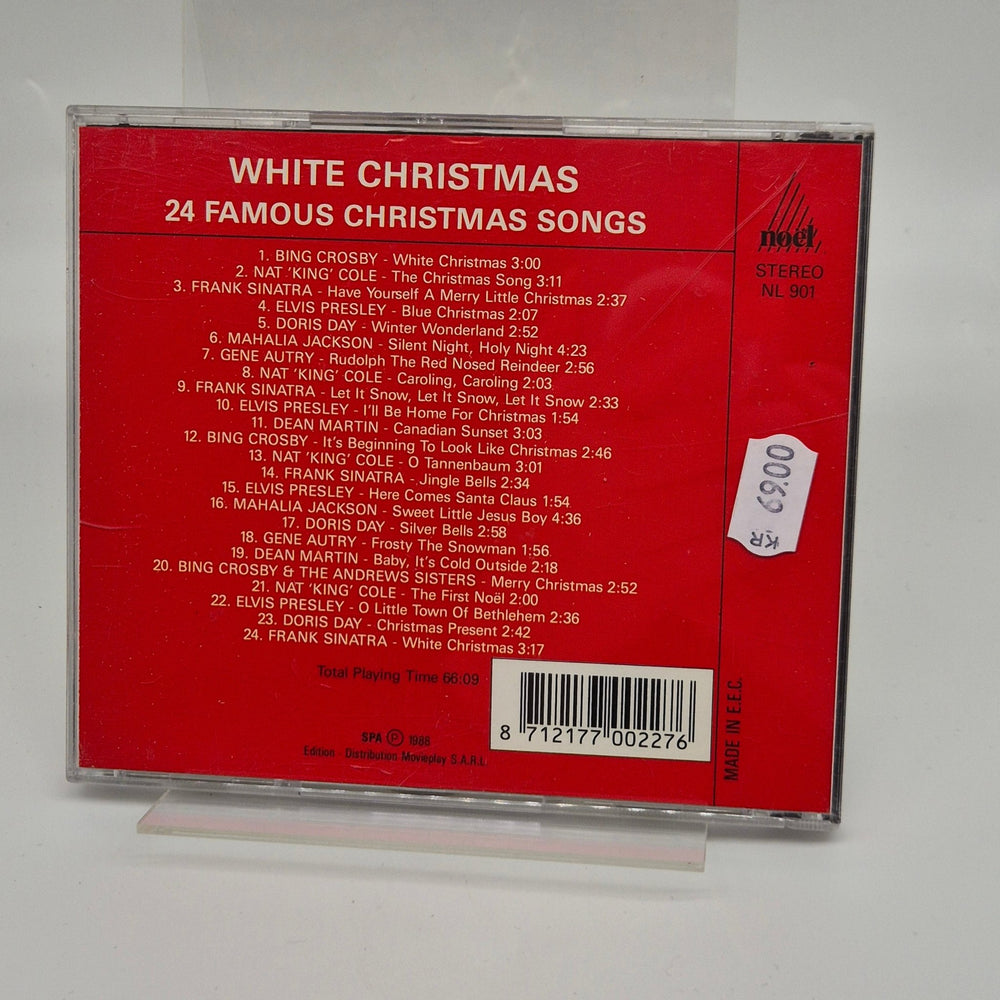 WHITE CHRISTMAS
24 FAMOUS CHRISTMAS SONGS
1. BING CROSBY - White Christmas 3:00
2. NAT 'KING' COLE - The Christmas Song 3:11
3. FRANK SINATRA - Have Yourself A Merry Little Christmas 2:37
4. ELVIS PRESLEY - Blue Christmas 2:07
5. DORIS DAY - Winter Wonderland 2:52
6. MAHALIA JACKSON - Silent Night, Holy Night 4:23
7. GENE AUTRY - Rudolph The Red Nosed Reindeer 2:56
8. NAT 'KING' COLE - Caroling, Caroling 2:03
9. FRANK SINATRA - Let It Snow, Let It Snow, Let It Snow 2:33
10. ELVIS PRESLEY - I'll Be Home For Christmas 1:54
11. DEAN MARTIN - Canadian Sunset 3:03
12. BING CROSBY - It's Beginning To Look Like Christmas 2:46
13. NAT 'KING' COLE - O Tannenbaum 3:01
14. FRANK SINATRA - Jingle Bells 2:34
15. ELVIS PRESLEY - Here Comes Santa Claus 1:54
16. MAHALIA JACKSON - Sweet Little Jesus Boy 4:36
17. DORIS DAY - Silver Bells 2:58
18. GENE AUTRY - Frosty The Snowman 1:56
19. DEAN MARTIN - Baby, It's Cold Outside 2:18
20. BING CROSBY & THE ANDREWS SISTERS - Merry Christmas 2:52
21. NAT 'KING' COLE - The First Noël 2:00
22. ELVIS PRESLEY - O Little Town Of Bethlehem 2:36
23. DORIS DAY - Christmas Present 2:42
24. FRANK SINATRA - White Christmas 3:17
Total Playing Time 66:09
SPA Ⓟ 1988
Edition - Distribution Movieplay S.A.R.L.
8 712177 002276
noël
STEREO
NL 901
0069 KR
MADE IN E.E.C.